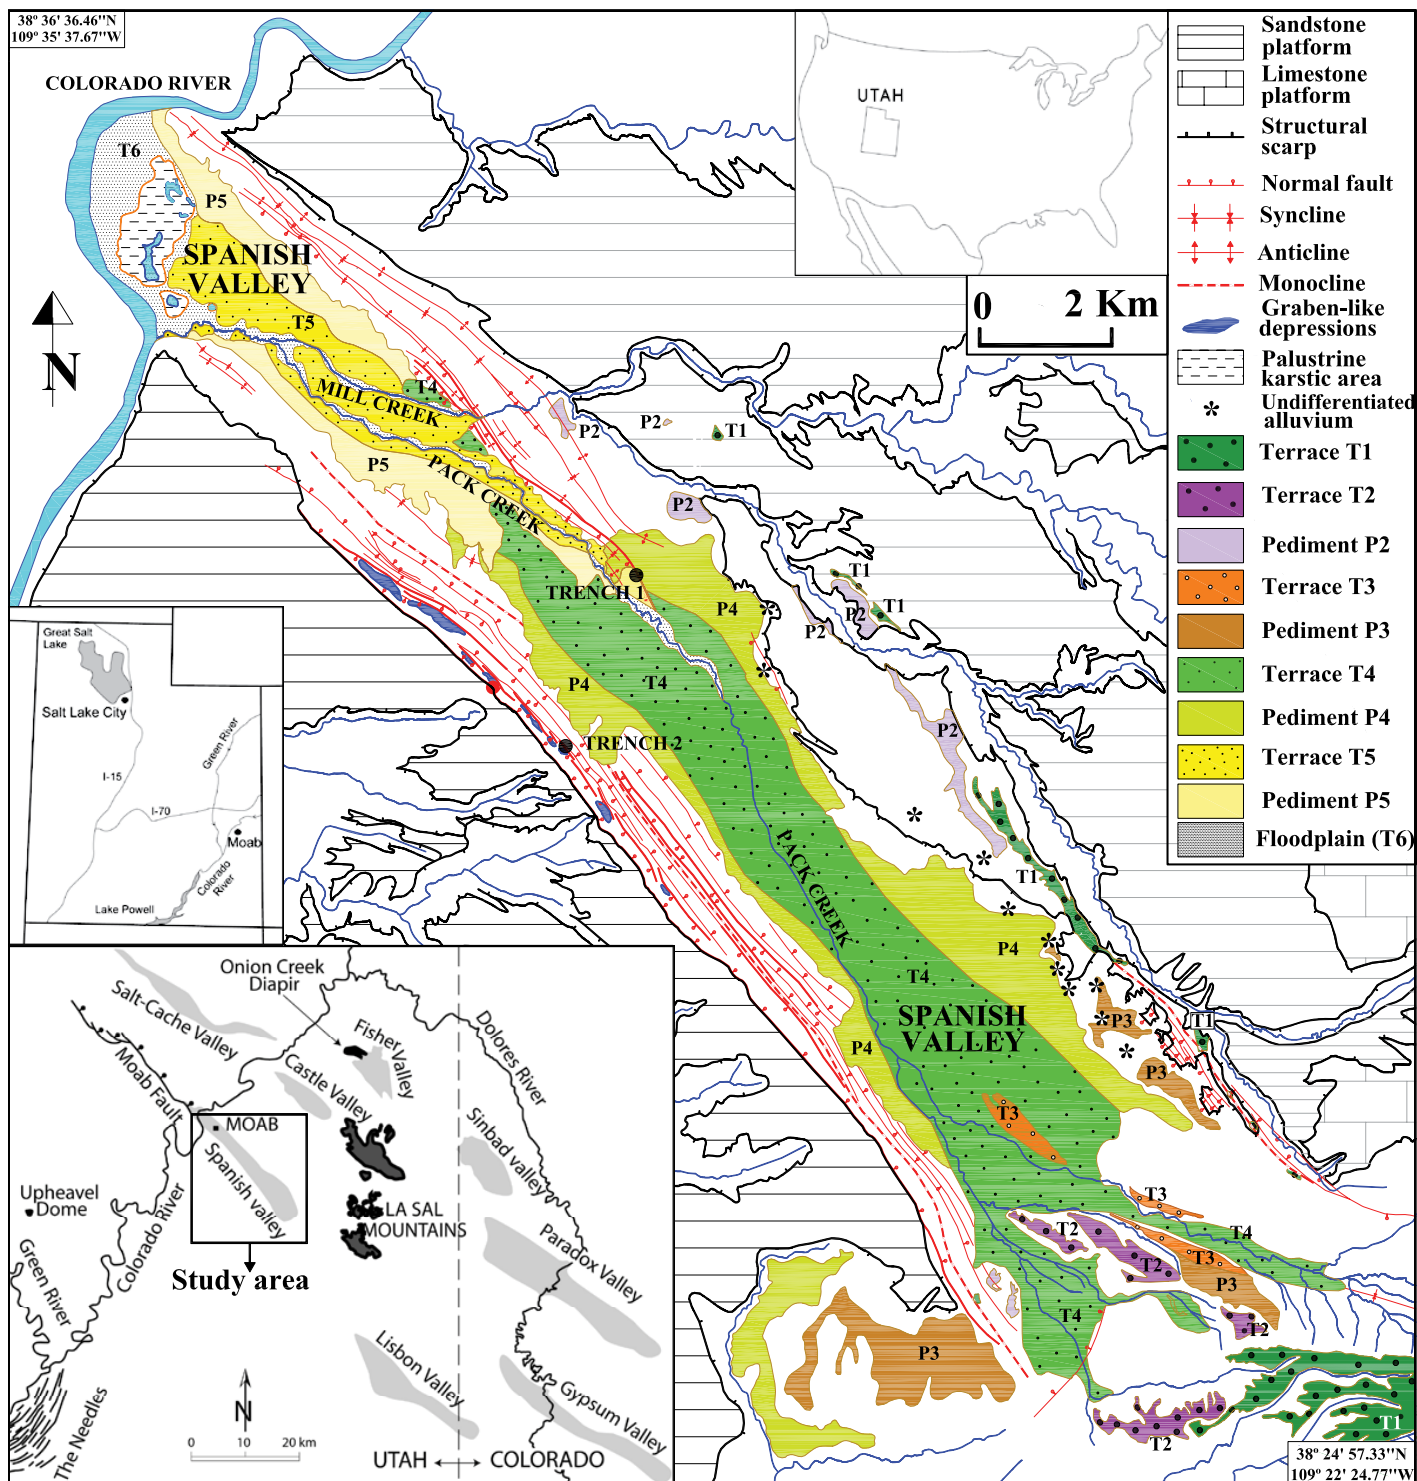 38° 36' 36.46"N
109° 35' 37.67"W
COLORADO RIVER
T6
P5
SPANISH
VALLEY
T5
T4
MILL CREEK
P5
PACK CREEK
P2
P2
T1
P2
T1
P2
T1
P2
TRENCH 1
P4
P4
T4
TRENCH 2
P2
PACK CREEK
T1
P4
T4
SPANISH
VALLEY
P4
P3
T1
P3
T3
T3
T2
T2
T3
T4
P3
T2
T4
P3
T1
T2
38° 24' 57.33"N
109° 22' 24.77"W
N
UTAH
0 2 Km
Sandstone
platform
Limestone
platform
Structural
scarp
Normal fault
Syncline
Anticline
Monocline
Graben-like
depressions
Palustrine
karstic area
Undifferentiated
alluvium
Terrace T1
Terrace T2
Pediment P2
Terrace T3
Pediment P3
Terrace T4
Pediment P4
Terrace T5
Pediment P5
Floodplain (T6)
Great Salt
Lake
Salt Lake City
Green River
I-15
I-70
Moab
Colorado
River
Lake Powell
Onion Creek
Diapir
Salt-Cache Valley
Fisher
Valley
Dolores River
Moab Fault
Castle Valley
MOAB
Sinbad valley
Spanish valley
Upheavel
Dome
LA SAL
MOUNTAINS
Colorado River
Paradox Valley
Study area
Green River
Lisbon Valley
Gypsum Valley
The Needles
N
0 10 20 km
UTAH
COLORADO